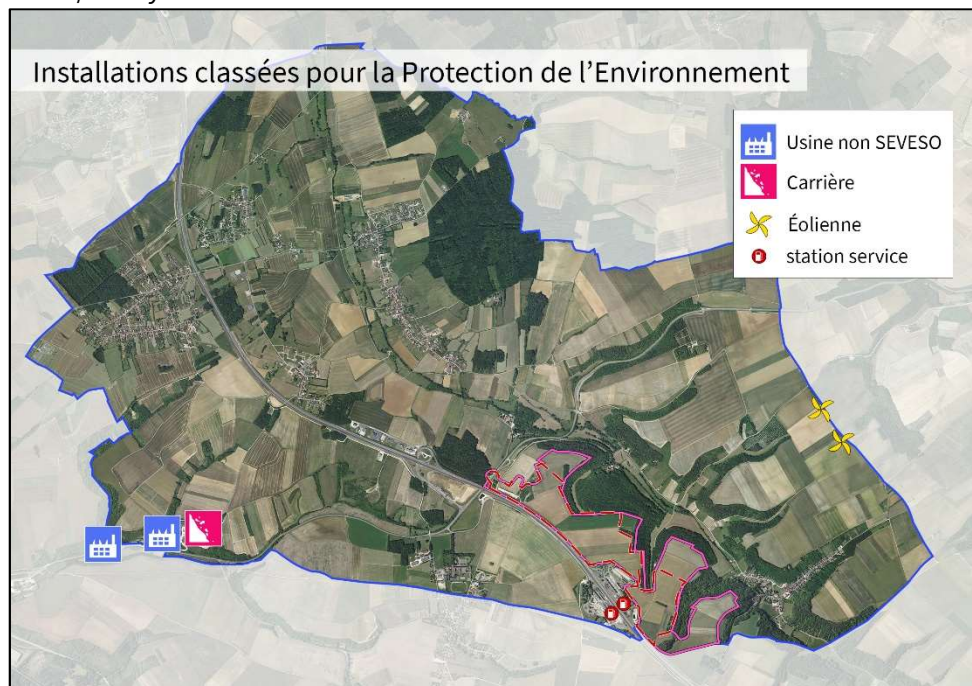 Installations classées pour la Protection de l'Environnement
Usine non SEVESO
Carrière
Éolienne
station service